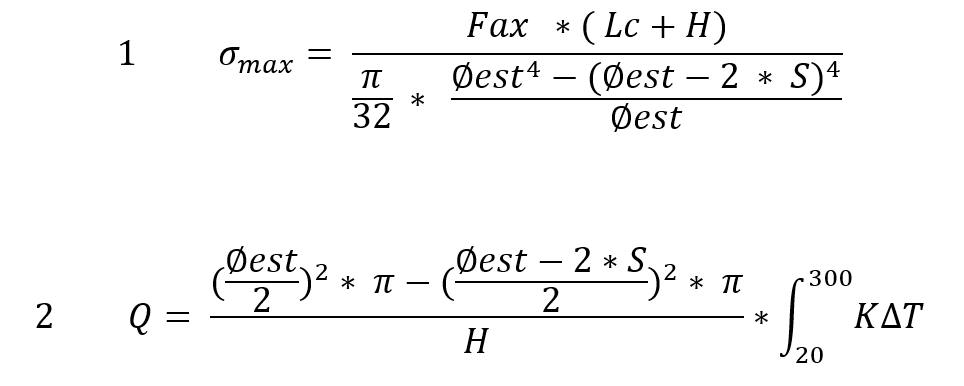 1 σmax = Fax * ( Lc + H) / (π/32 * (Øest⁴ − (Øest − 2 * S)⁴)/Øest)
2 Q = ((Øest/2)² * π − (Øest − 2 * S/2)² * π)/H * ∫₂₀³⁰⁰ KΔT